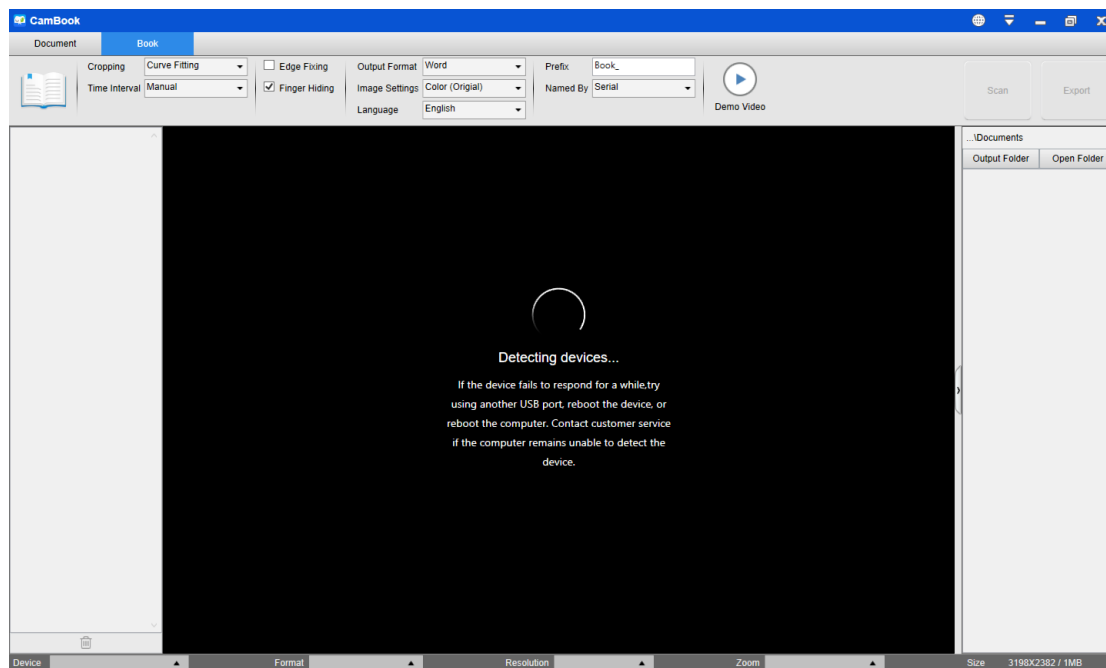 CamBook
Document Book
Cropping Curve Fitting
Time Interval Manual
Edge Fixing
Finger Hiding
Output Format Word
Image Settings Color (Origial)
Language English
Prefix Book_
Named By Serial
Demo Video
Scan
Export
...\Documents
Output Folder Open Folder
Detecting devices...
If the device fails to respond for a while,try
using another USB port, reboot the device, or
reboot the computer. Contact customer service
if the computer remains unable to detect the
device.
Device Format Resolution Zoom Size 3198X2382 / 1MB